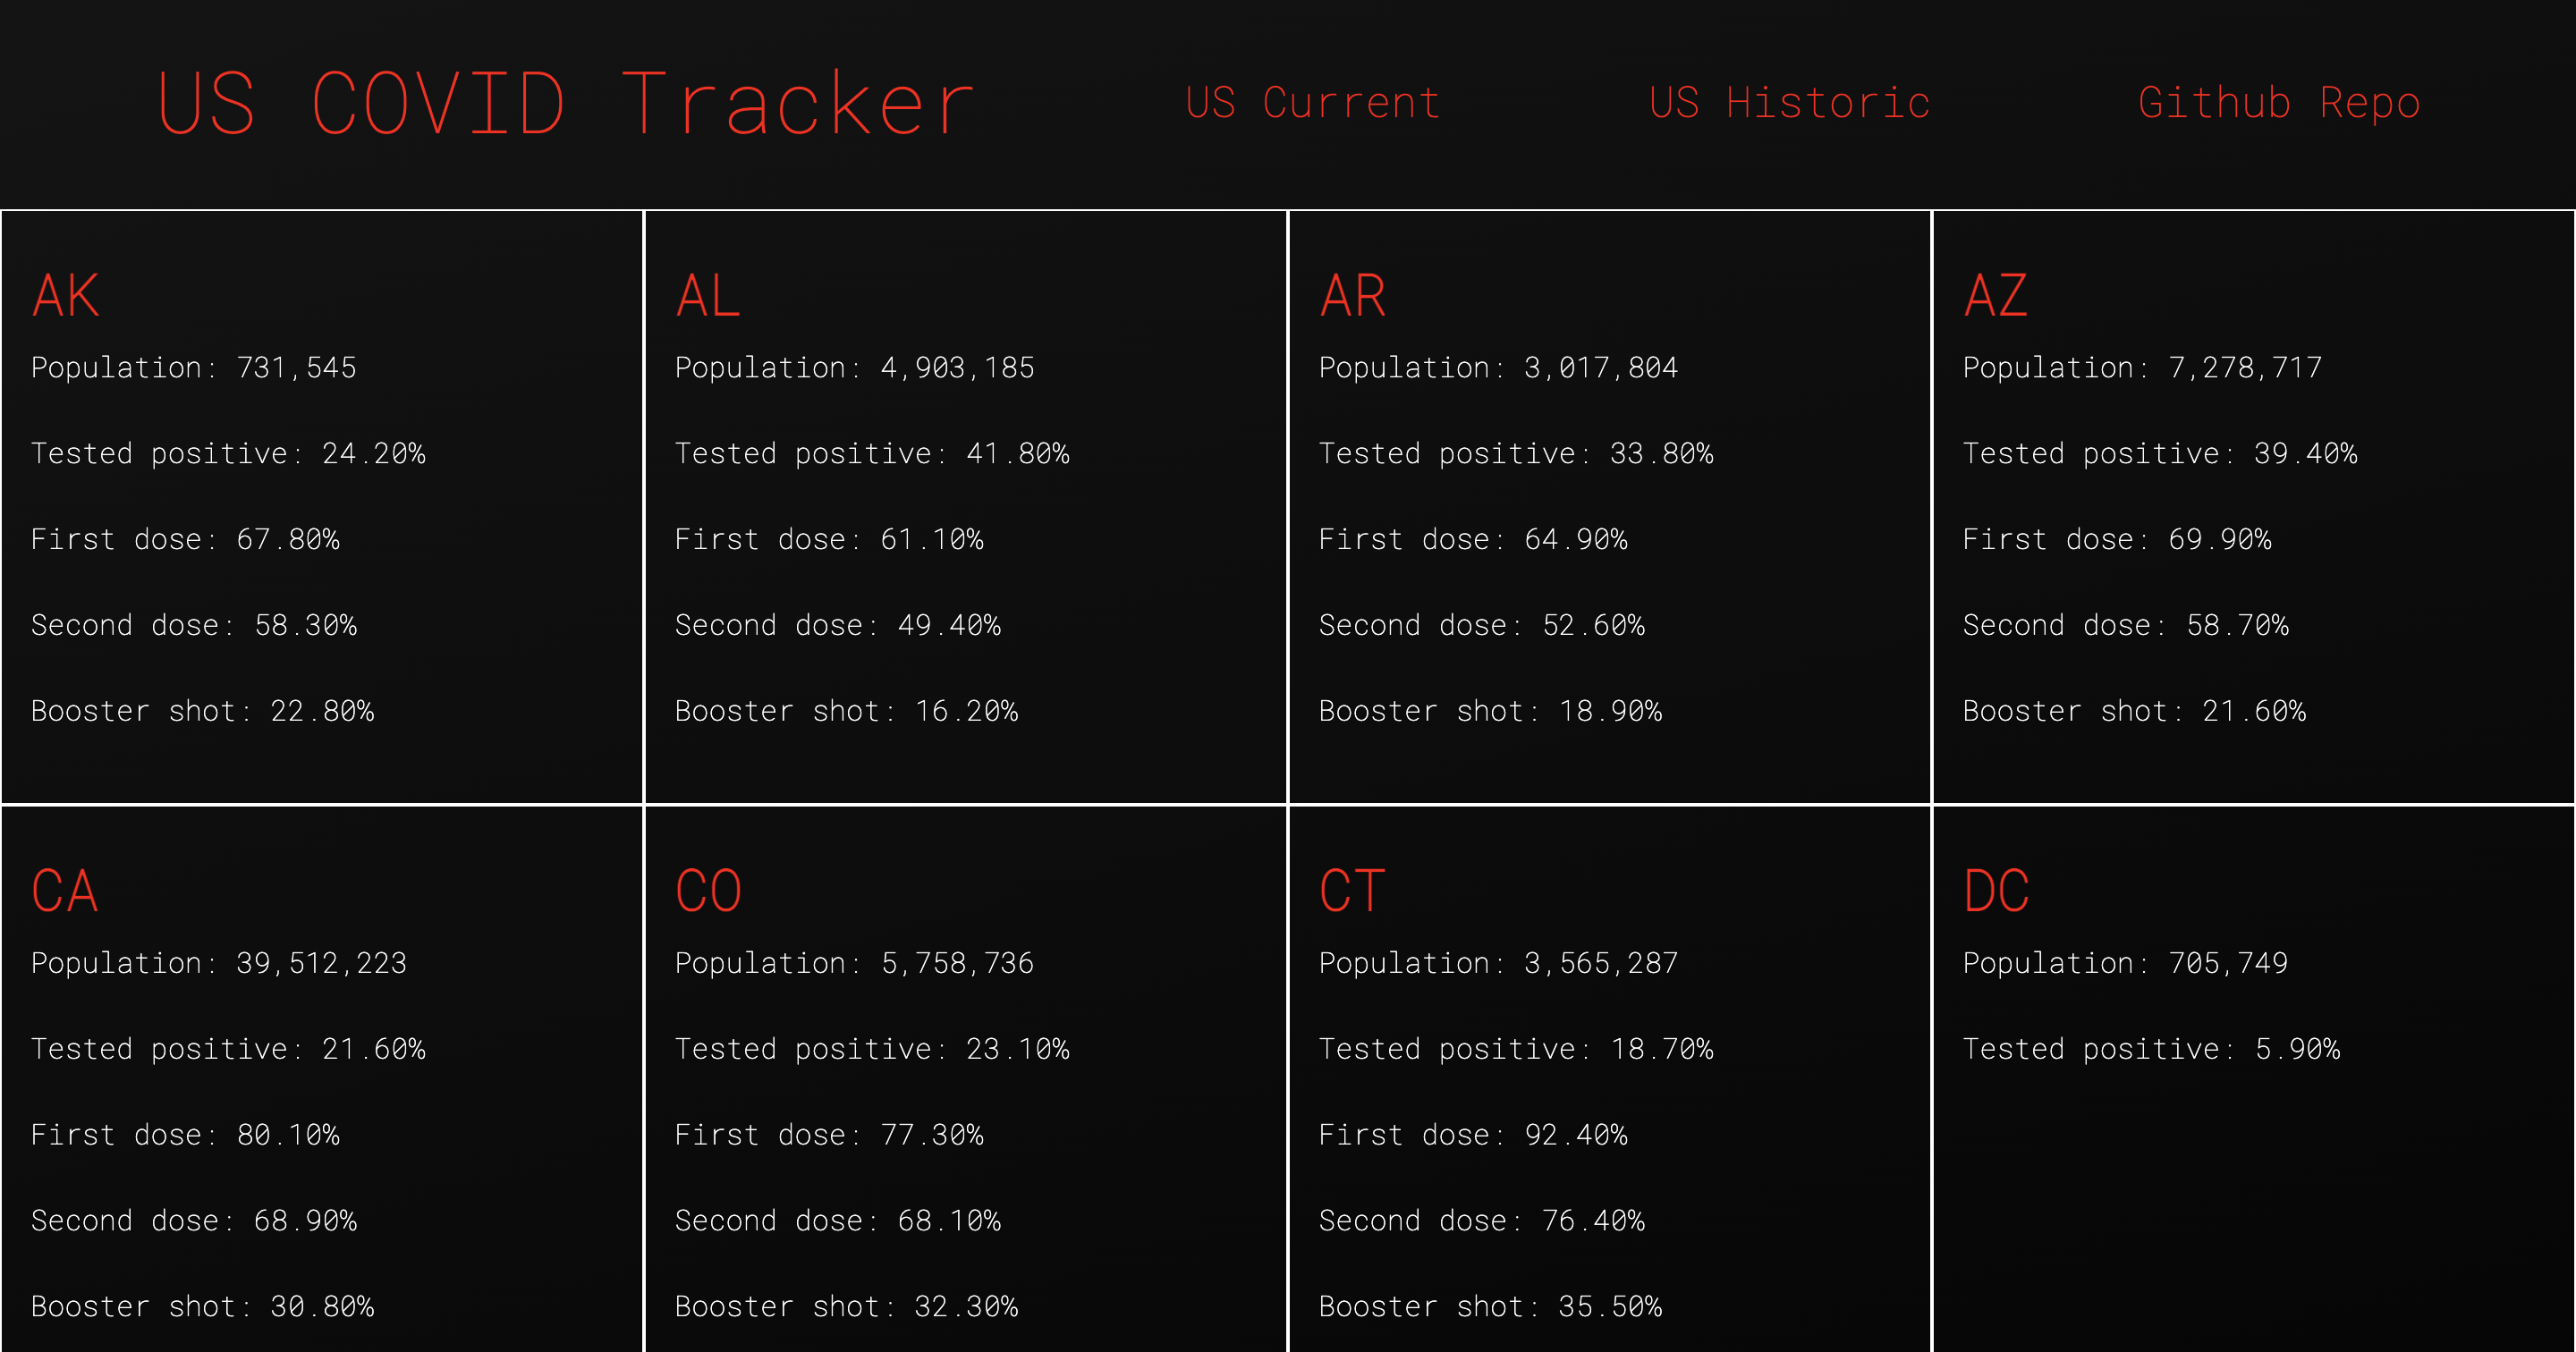 US COVID Tracker
US Current
US Historic
Github Repo
AK
Population: 731,545
Tested positive: 24.20%
First dose: 67.80%
Second dose: 58.30%
Booster shot: 22.80%
AL
Population: 4,903,185
Tested positive: 41.80%
First dose: 61.10%
Second dose: 49.40%
Booster shot: 16.20%
AR
Population: 3,017,804
Tested positive: 33.80%
First dose: 64.90%
Second dose: 52.60%
Booster shot: 18.90%
AZ
Population: 7,278,717
Tested positive: 39.40%
First dose: 69.90%
Second dose: 58.70%
Booster shot: 21.60%
CA
Population: 39,512,223
Tested positive: 21.60%
First dose: 80.10%
Second dose: 68.90%
Booster shot: 30.80%
CO
Population: 5,758,736
Tested positive: 23.10%
First dose: 77.30%
Second dose: 68.10%
Booster shot: 32.30%
CT
Population: 3,565,287
Tested positive: 18.70%
First dose: 92.40%
Second dose: 76.40%
Booster shot: 35.50%
DC
Population: 705,749
Tested positive: 5.90%